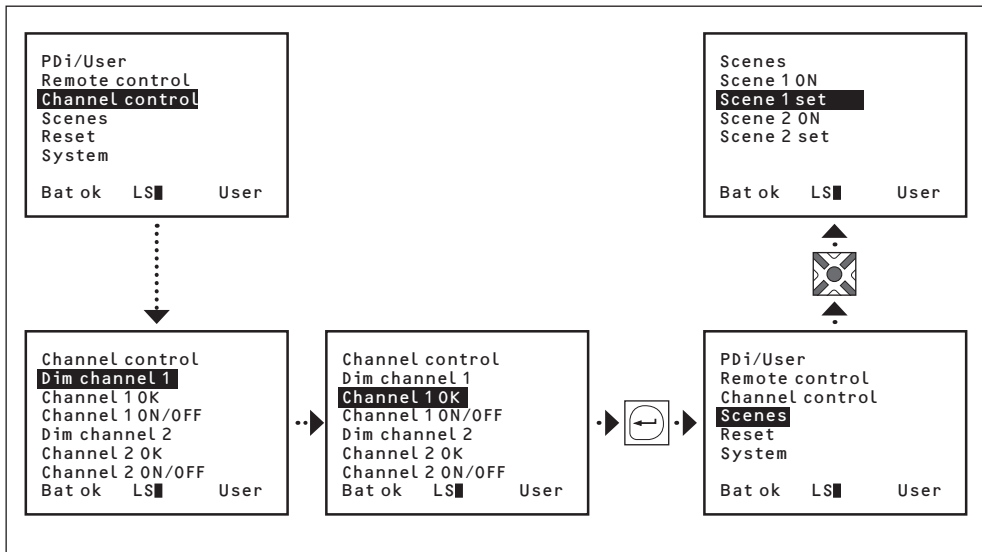 PDi/User
Remote control
Channel control
Scenes
Reset
System
Bat ok LS User
Channel control
Dim channel 1
Channel 1 OK
Channel 1 ON/OFF
Dim channel 2
Channel 2 OK
Channel 2 ON/OFF
Bat ok LS User
Channel control
Dim channel 1
Channel 1 OK
Channel 1 ON/OFF
Dim channel 2
Channel 2 OK
Channel 2 ON/OFF
Bat ok LS User
PDi/User
Remote control
Channel control
Scenes
Reset
System
Bat ok LS User
Scenes
Scene 1 ON
Scene 1 set
Scene 2 ON
Scene 2 set
Bat ok LS User